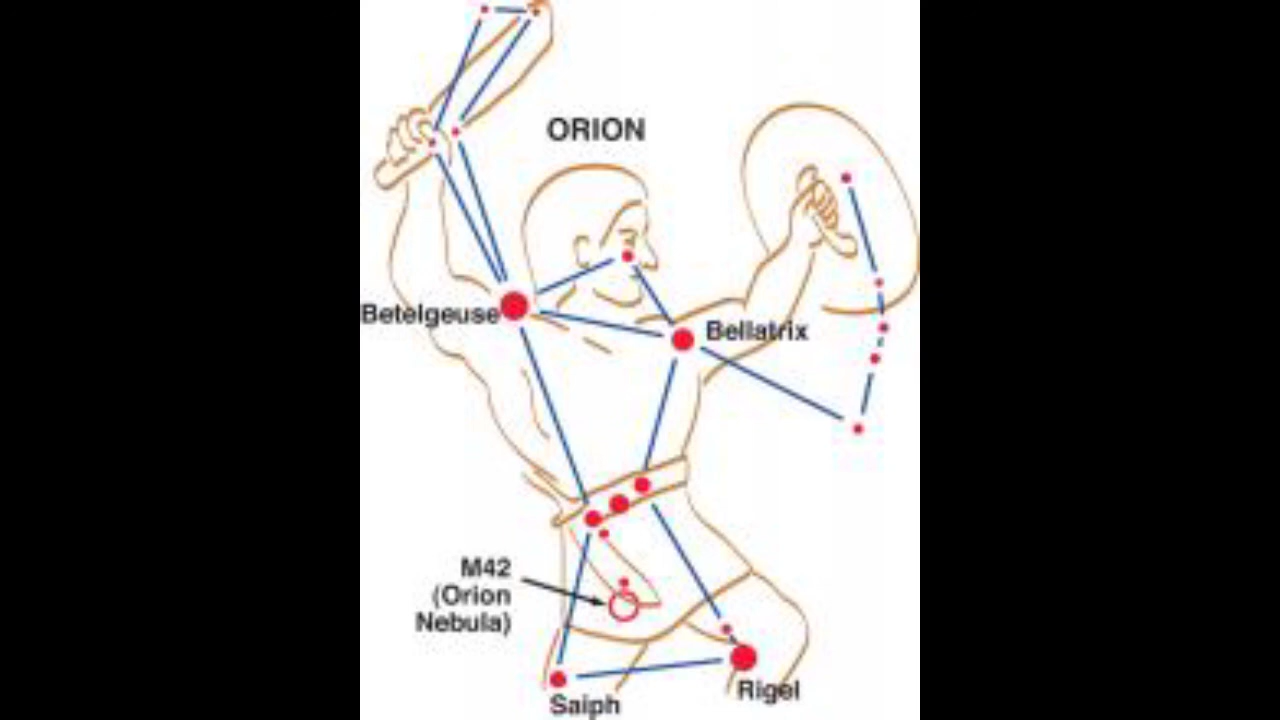 ORION
Betelgeuse
Bellatrix
M42
(Orion
Nebula)
Rigel
Saiph